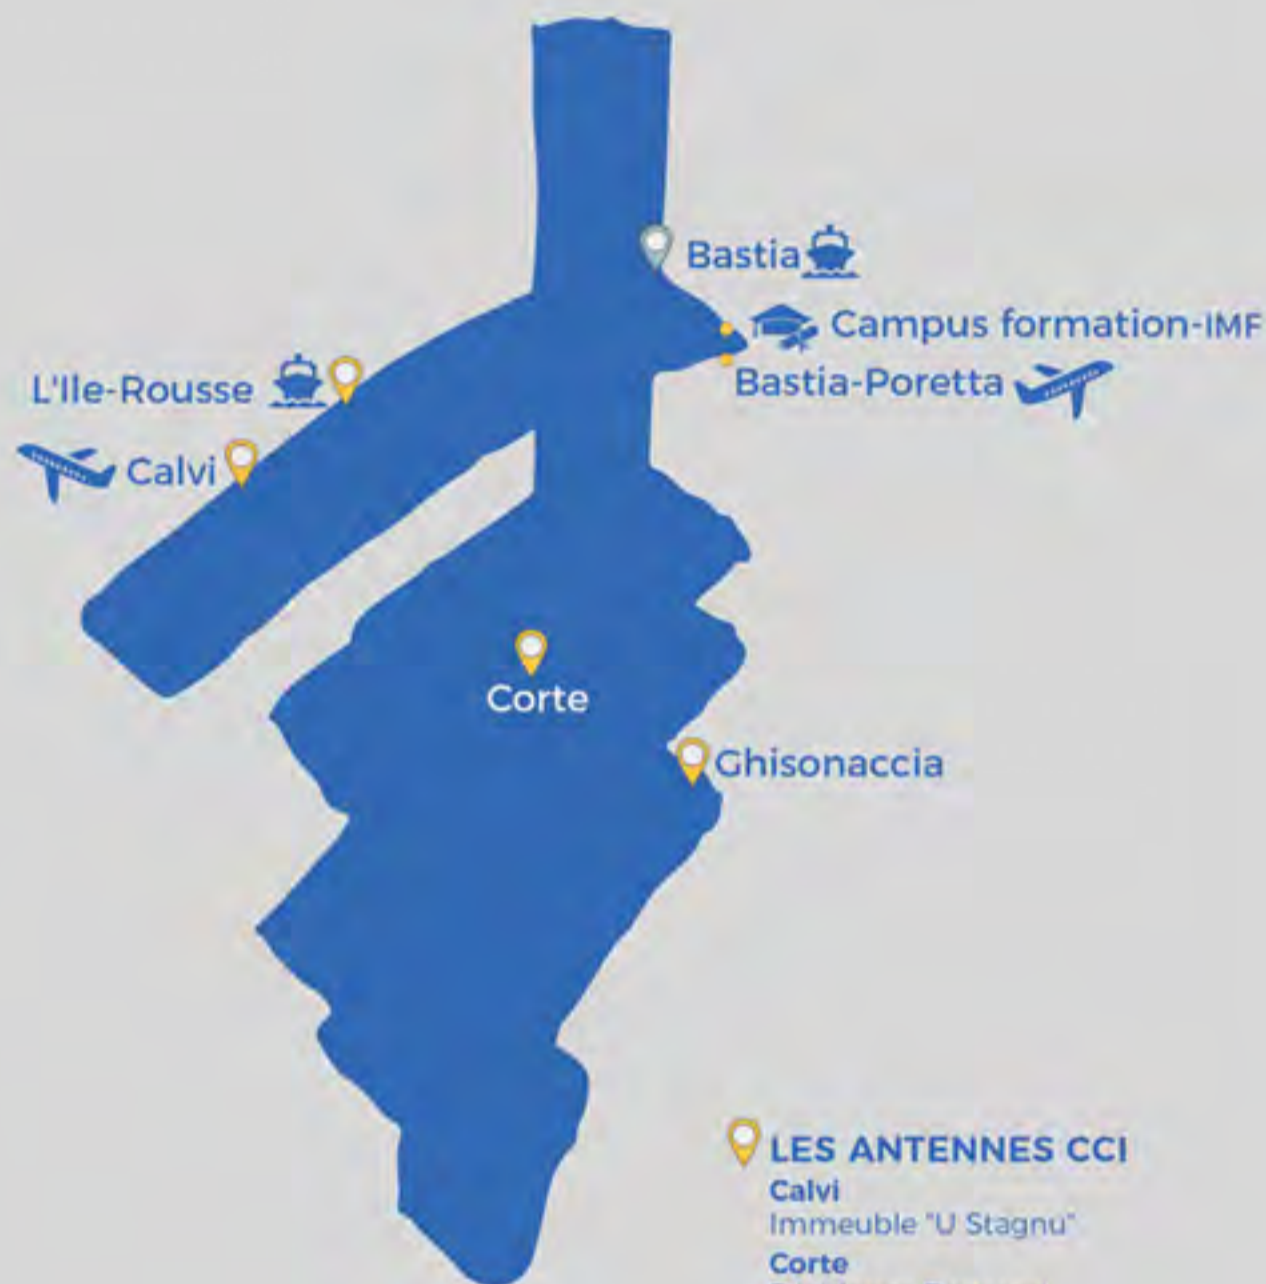 Bastia
Campus formation-IMF
L'Ile-Rousse
Bastia-Poretta
Calvi
Corte
Ghisonaccia
LES ANTENNES CCI
Calvi
Immeuble "U Stagnu"
Corte